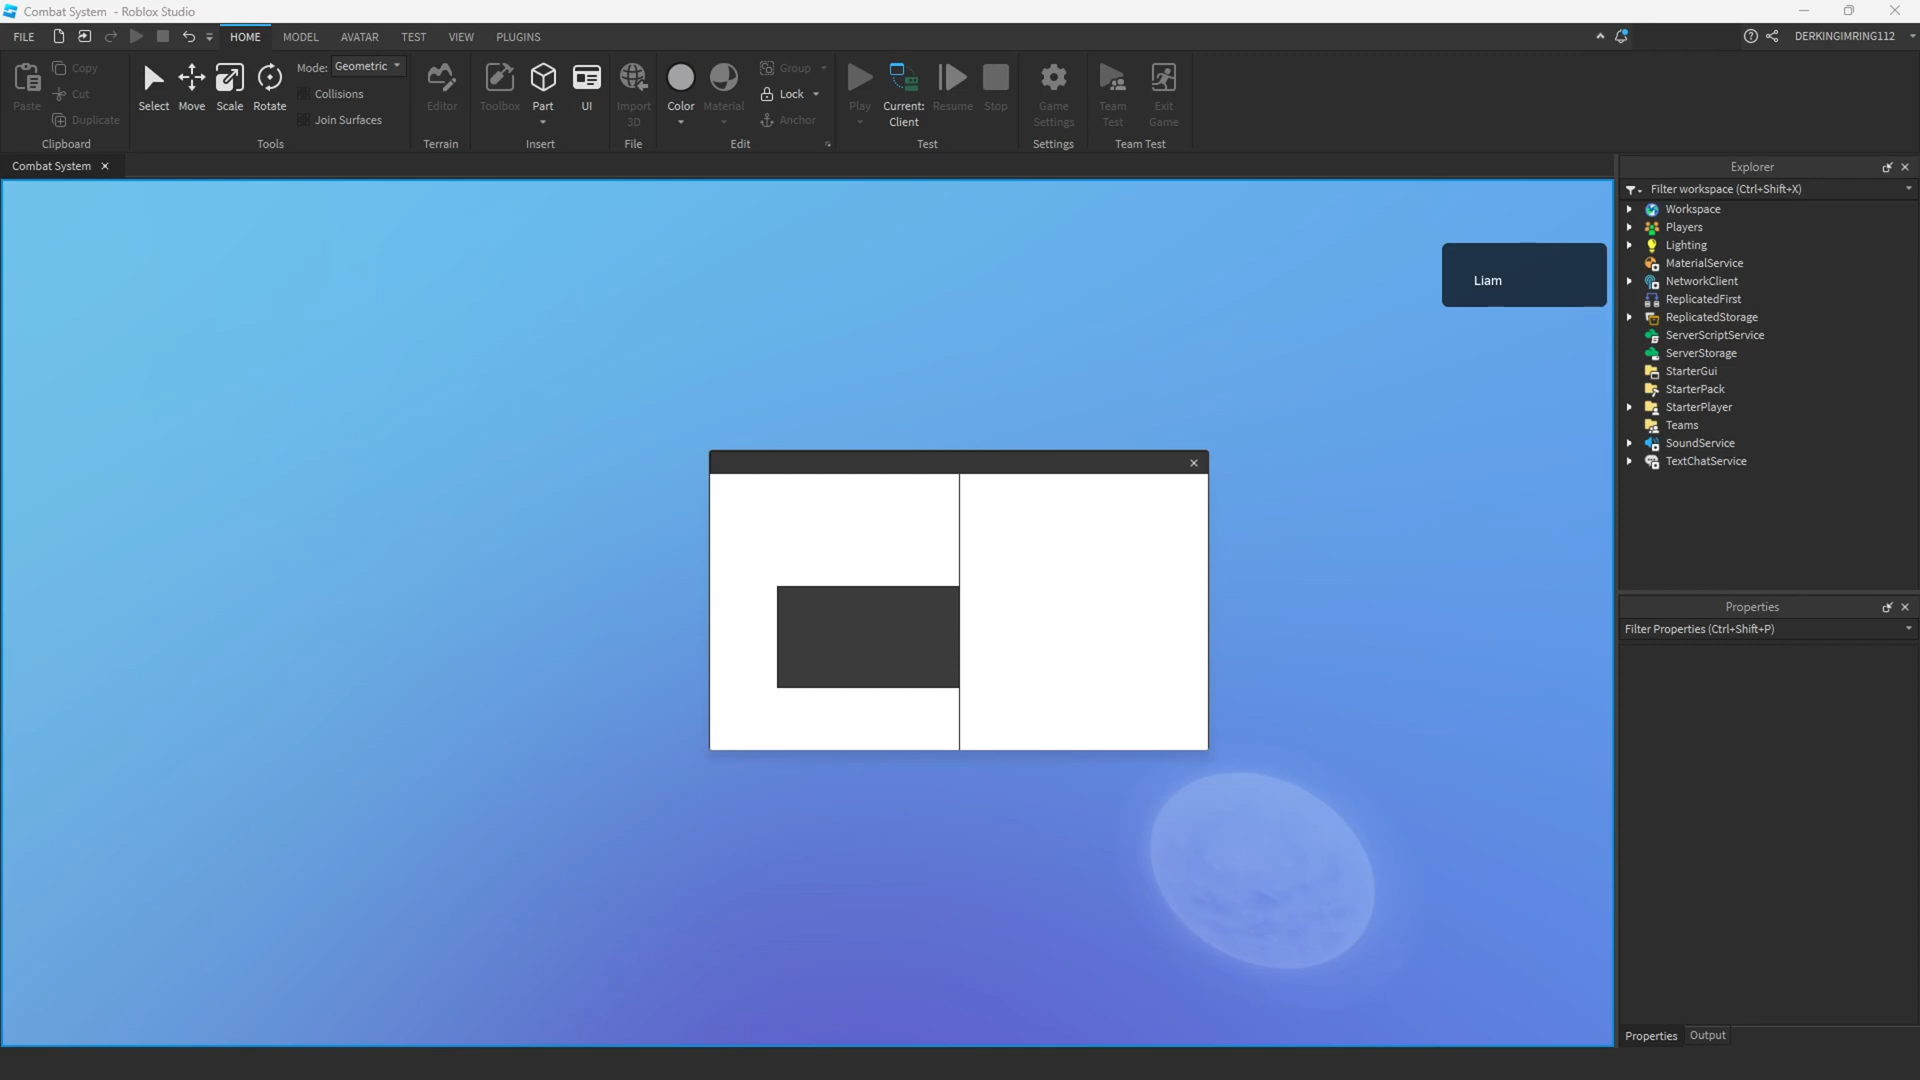 Combat System - Roblox Studio
FILE HOME MODEL AVATAR TEST VIEW PLUGINS DERKINGIMRING112
Paste Copy Cut Duplicate
Clipboard
Select Move Scale Rotate
Mode: Geometric
Collisions
Join Surfaces
Tools
Editor
Terrain
Toolbox Part UI
Insert
Import
3D
File
Color Material Group Lock Anchor
Edit
Play Current:
Client Resume Stop
Test
Game
Settings
Settings
Team
Test
Exit
Game
Team Test
Combat System
Liam
Explorer
Filter workspace (Ctrl+Shift+X)
Workspace
Players
Lighting
MaterialService
NetworkClient
ReplicatedFirst
ReplicatedStorage
ServerScriptService
ServerStorage
StarterGui
StarterPack
StarterPlayer
Teams
SoundService
TextChatService
Properties
Filter Properties (Ctrl+Shift+P)
Properties Output